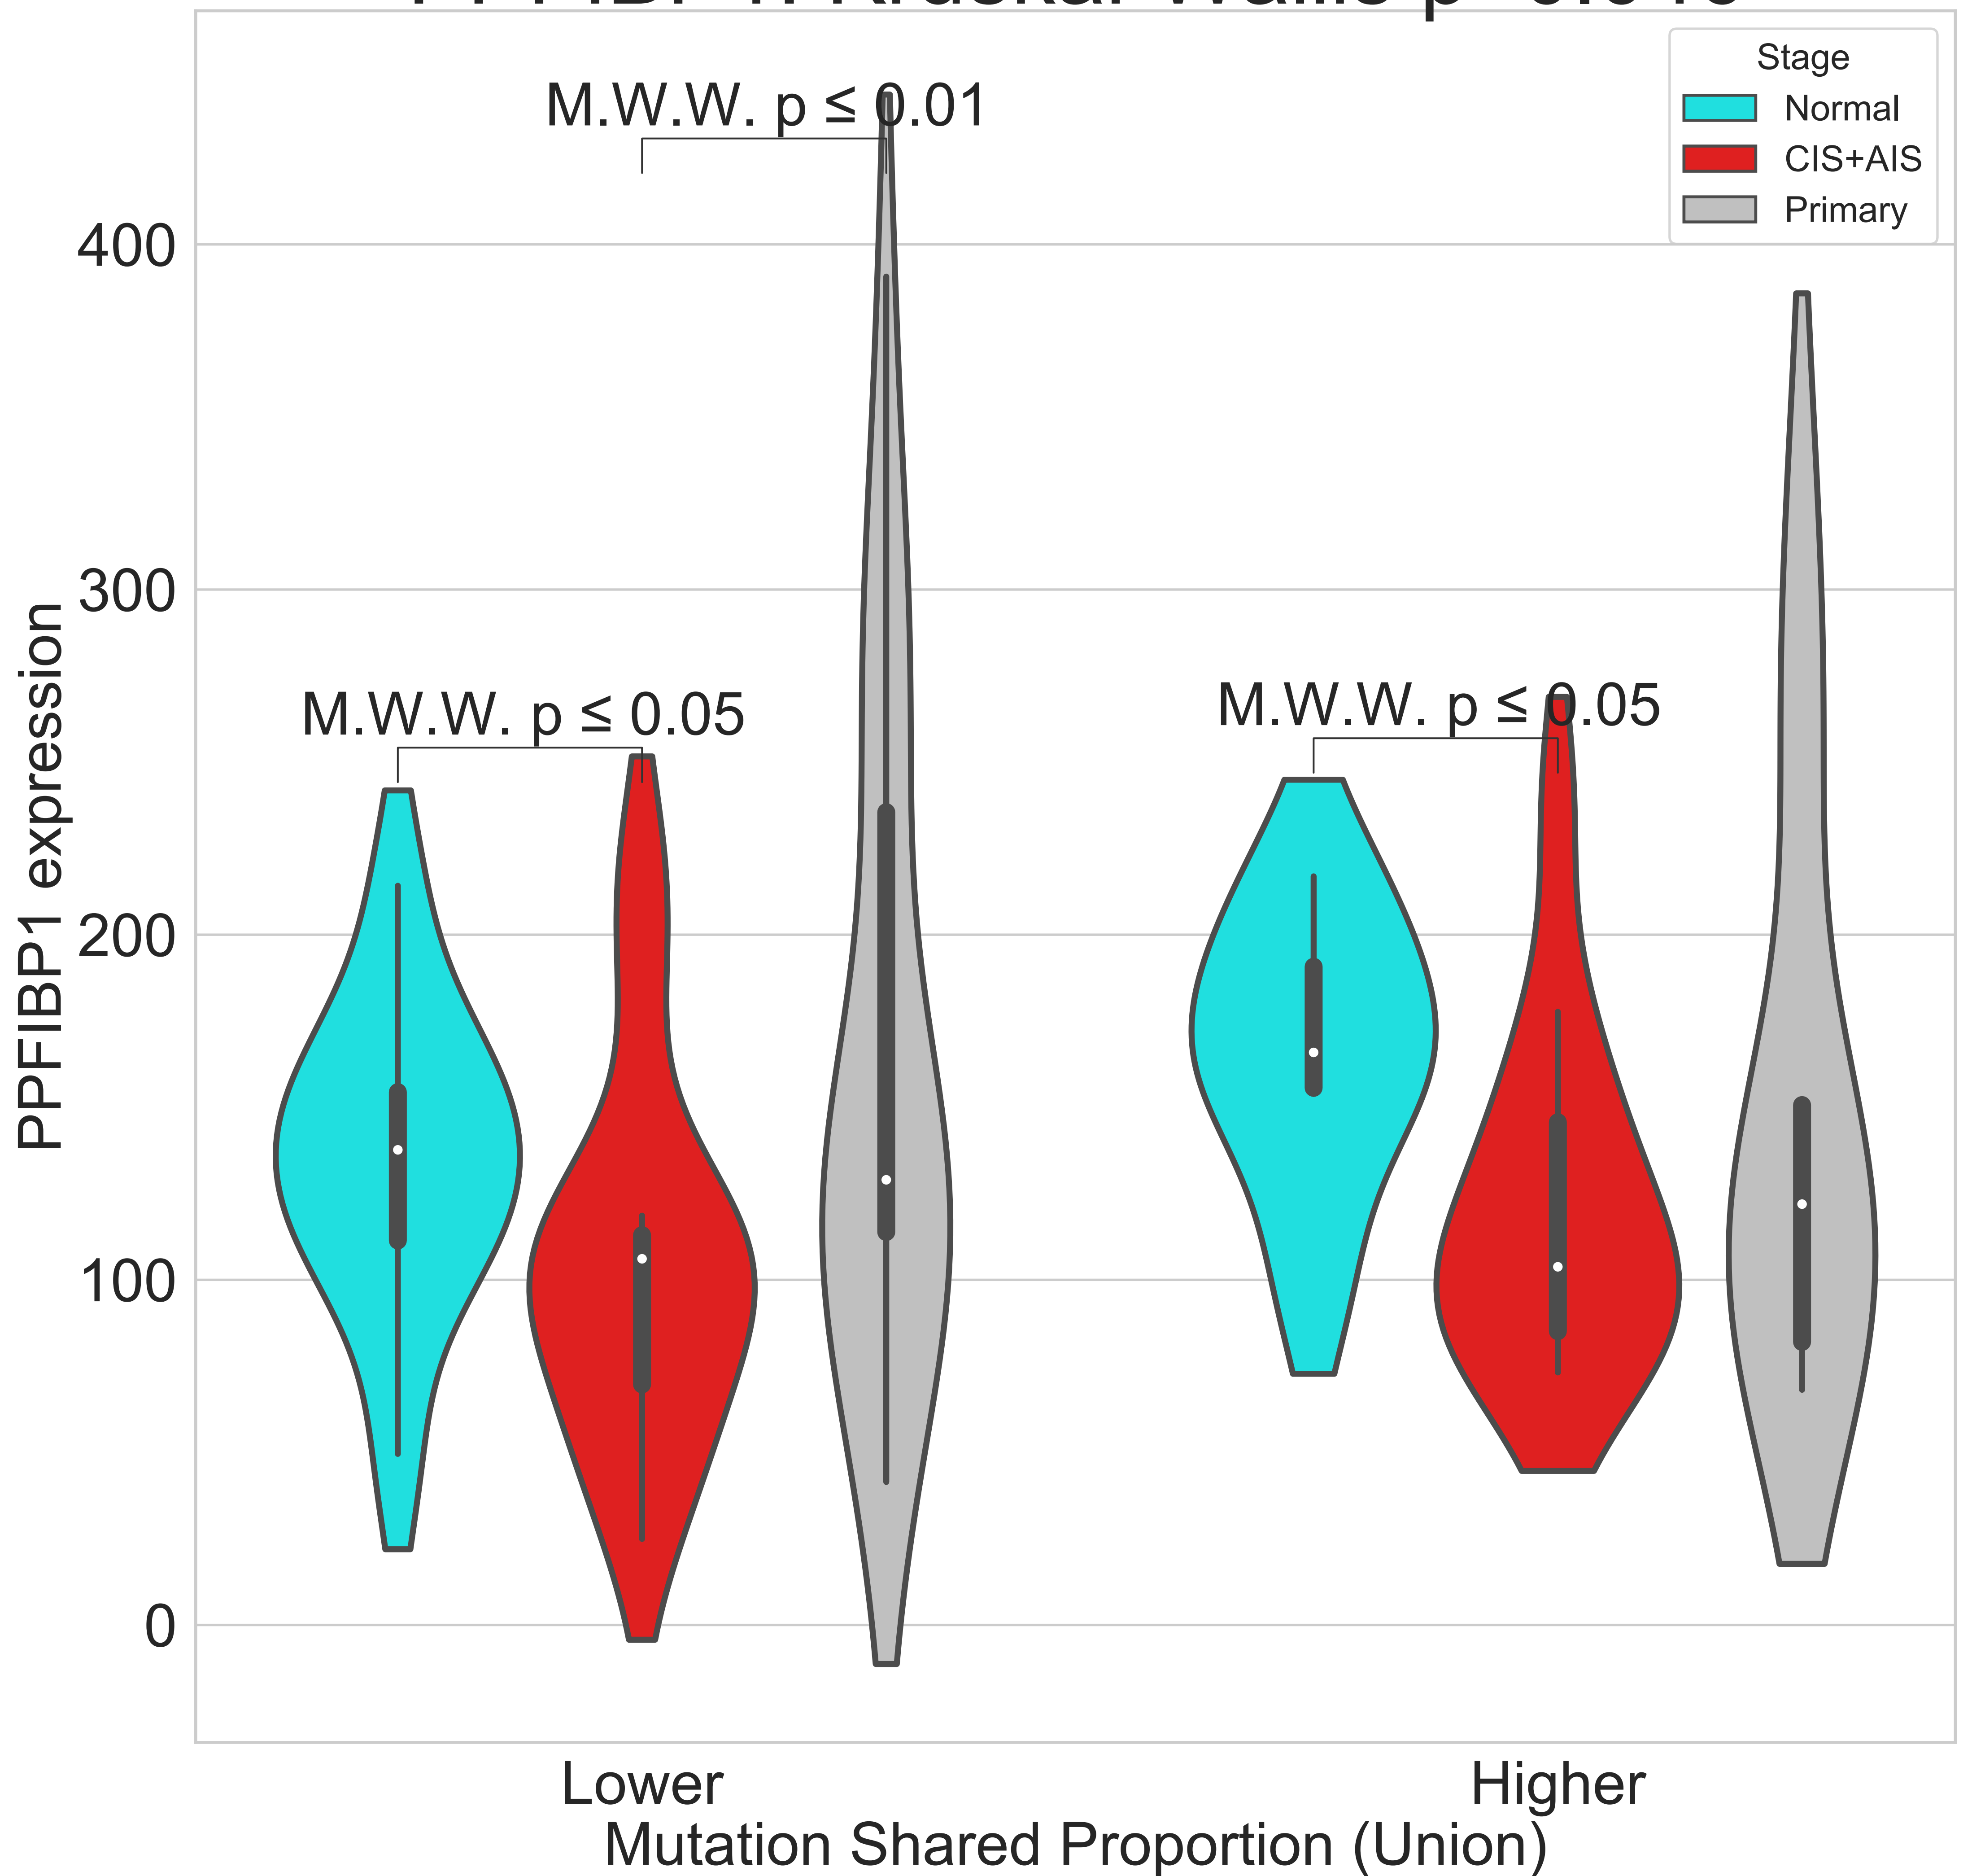 M.W.W. p ≤ 0.01
Stage
Normal
CIS+AIS
Primary
400
300
200
100
0
M.W.W. p ≤ 0.05
M.W.W. p ≤ 0.05
PPFIBP1 expression
Lower
Higher
Mutation Shared Proportion (Union)